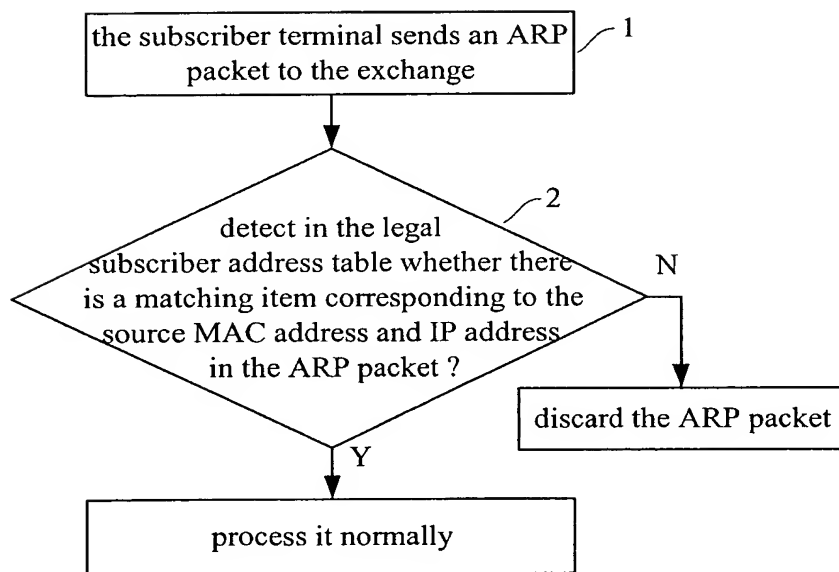 the subscriber terminal sends an ARP
packet to the exchange
1
2
detect in the legal
subscriber address table whether there
is a matching item corresponding to the
source MAC address and IP address
in the ARP packet ?
N
discard the ARP packet
Y
process it normally